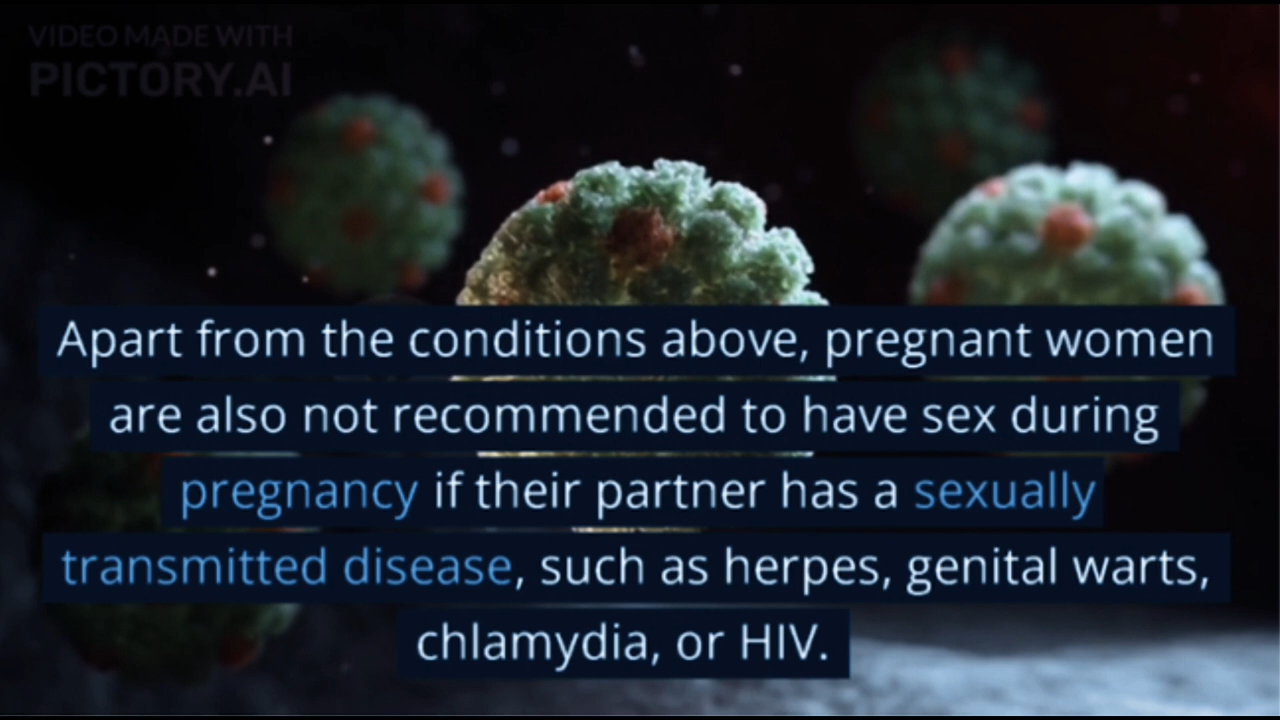 VIDEO MADE WITH
PICTORY.AI
Apart from the conditions above, pregnant women
are also not recommended to have sex during
pregnancy if their partner has a sexually
transmitted disease, such as herpes, genital warts,
chlamydia, or HIV.